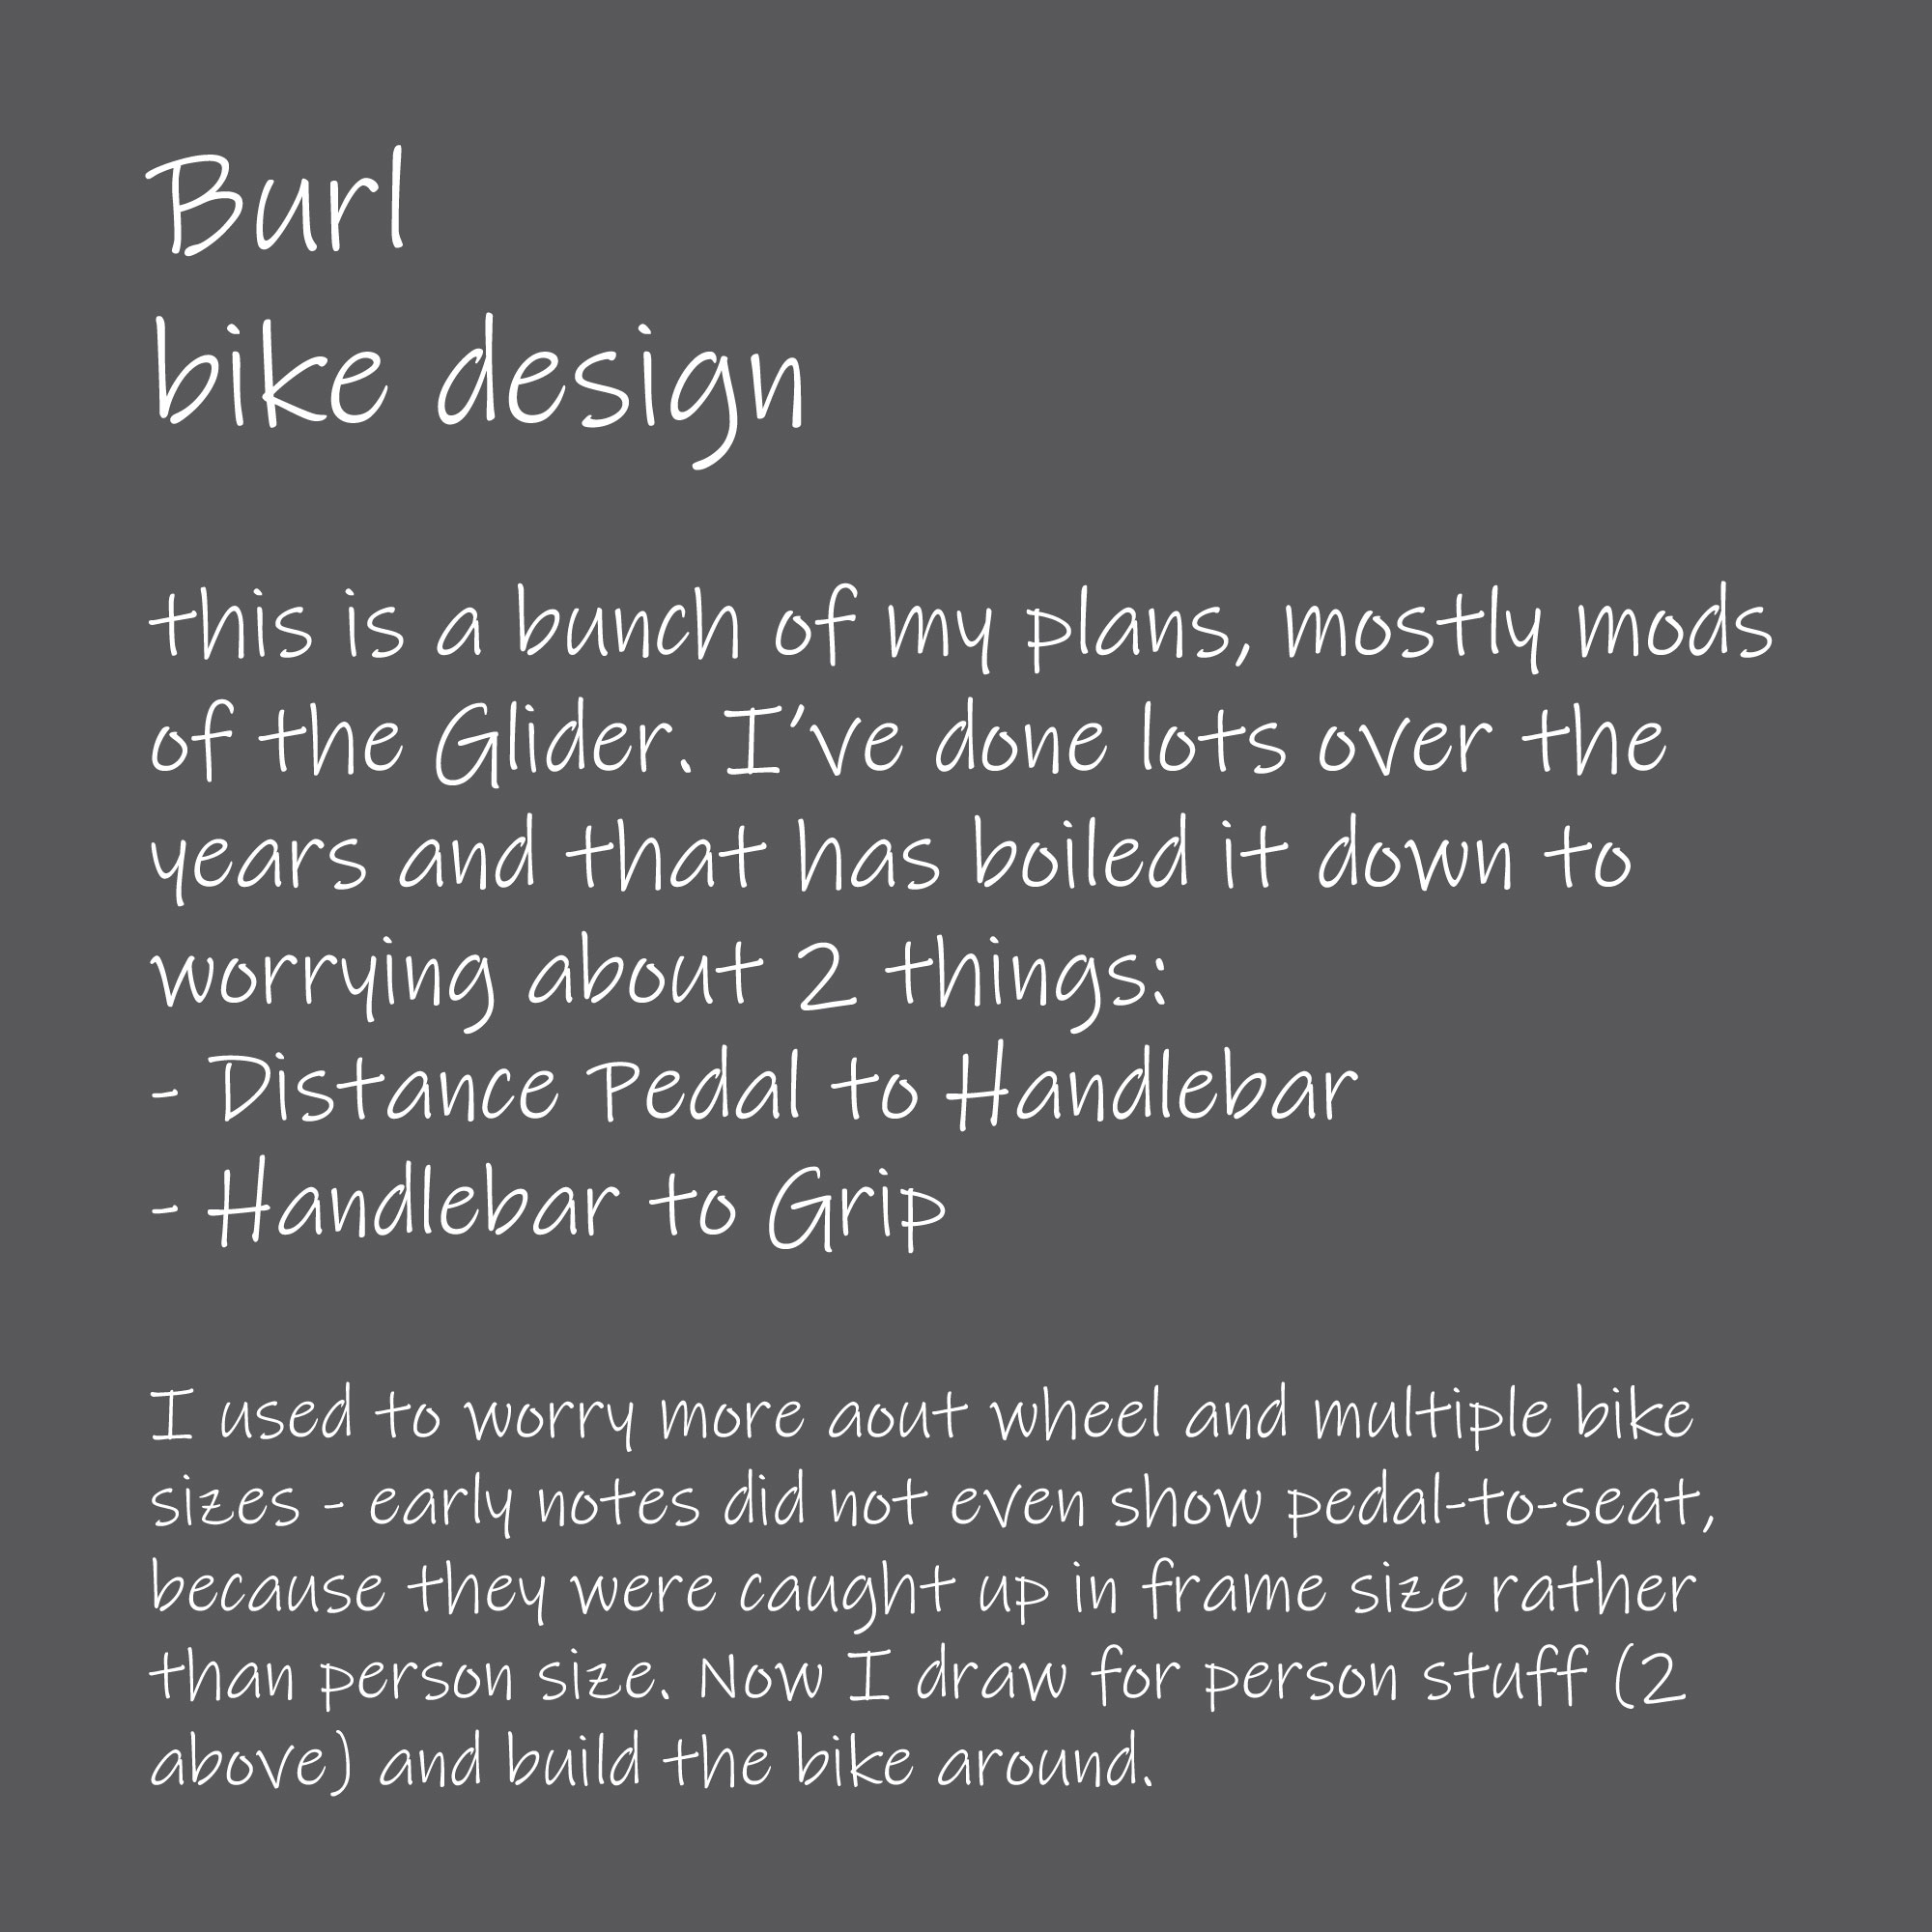 Burl
bike design
this is a bunch of my plans, mostly mods
of the Glider. I’ve done lots over the
years and that has boiled it down to
worrying about 2 things:
- Distance Pedal to Handlebar
- Handlebar to Grip
I used to worry more aout wheel and multiple bike
sizes - early notes did not even show pedal-to-seat,
because they were caught up in frame size rather
than person size. Now I draw for person stuff (2
above) and build the bike around.